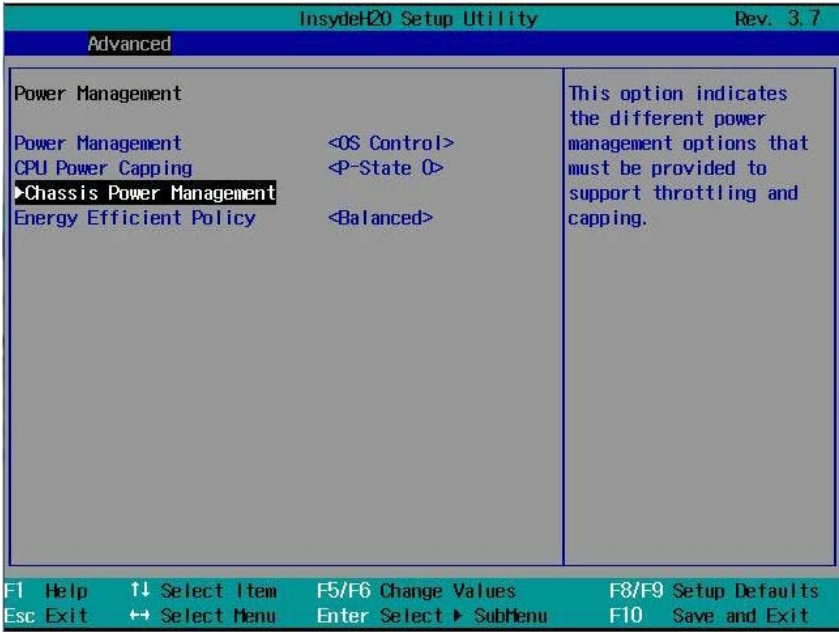 InsydeH2O Setup Utility Rev. 3.7
Advanced
Power Management
Power Management <OS Control>
CPU Power Capping <P-State 0>
▶Chassis Power Management
Energy Efficient Policy <Balanced>
This option indicates
the different power
management options that
must be provided to
support throttling and
capping.
F1 Help ↑↓ Select Item F5/F6 Change Values F8/F9 Setup Defaults
Esc Exit ↔ Select Menu Enter Select ▶ SubMenu F10 Save and Exit